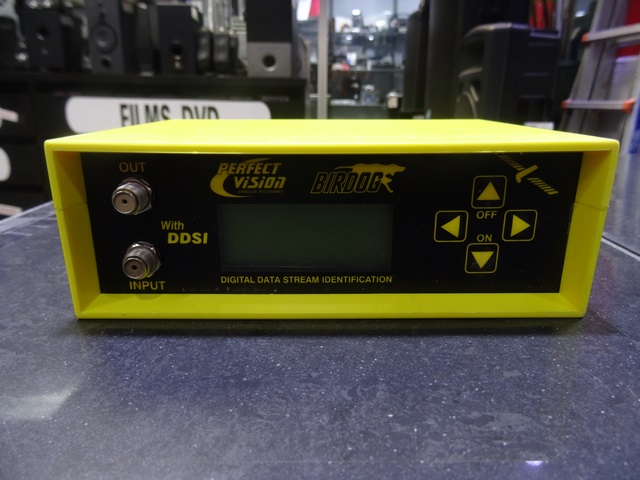 FILMS DVD
OUT
PERFECT
VISION
BIRDOG
With
DDSI
OFF
ON
INPUT
DIGITAL DATA STREAM IDENTIFICATION